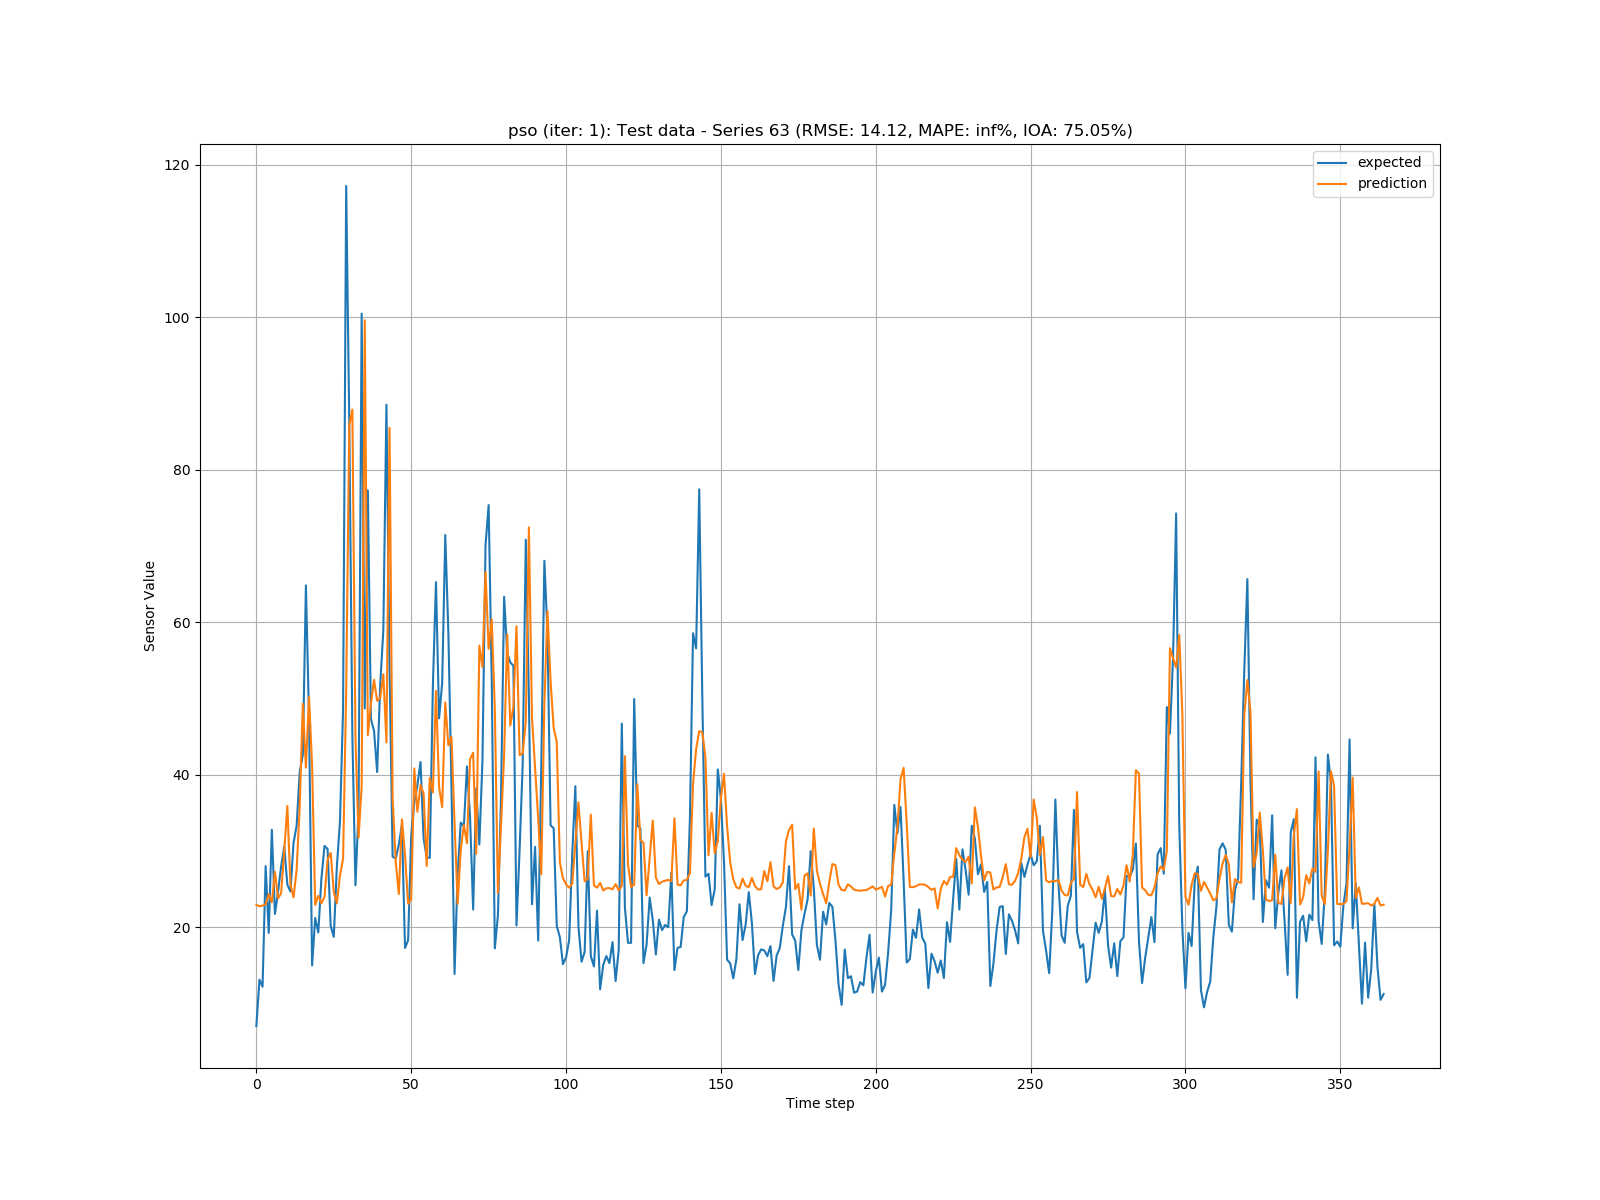 pso (iter: 1): Test data - Series 63 (RMSE: 14.12, MAPE: inf%, IOA: 75.05%)
expected
prediction
120
100
80
60
40
20
Sensor Value
0 50 100 150 200 250 300 350
Time step